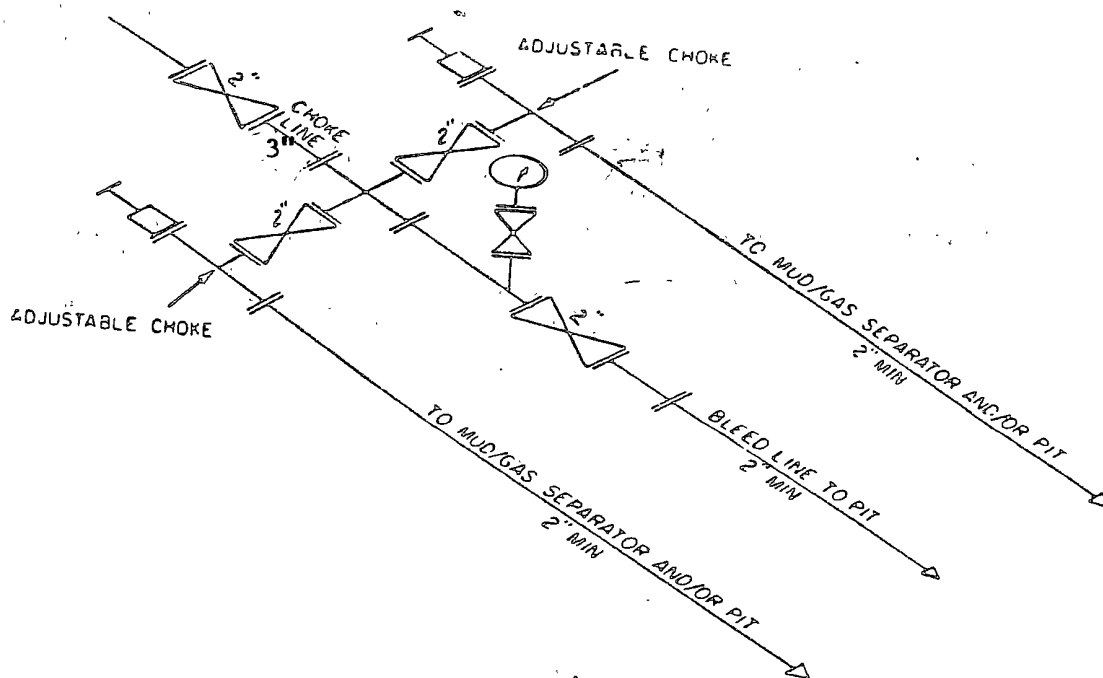 ADJUSTABLE CHOKE
2"
CHOKE
LINE
3"
2"
P
2"
ADJUSTABLE CHOKE
2"
TO MUD/GAS SEPARATOR AND/OR PIT
2" MIN
BLEED LINE TO PIT
2" MIN
TO MUD/GAS SEPARATOR AND/OR PIT
2" MIN